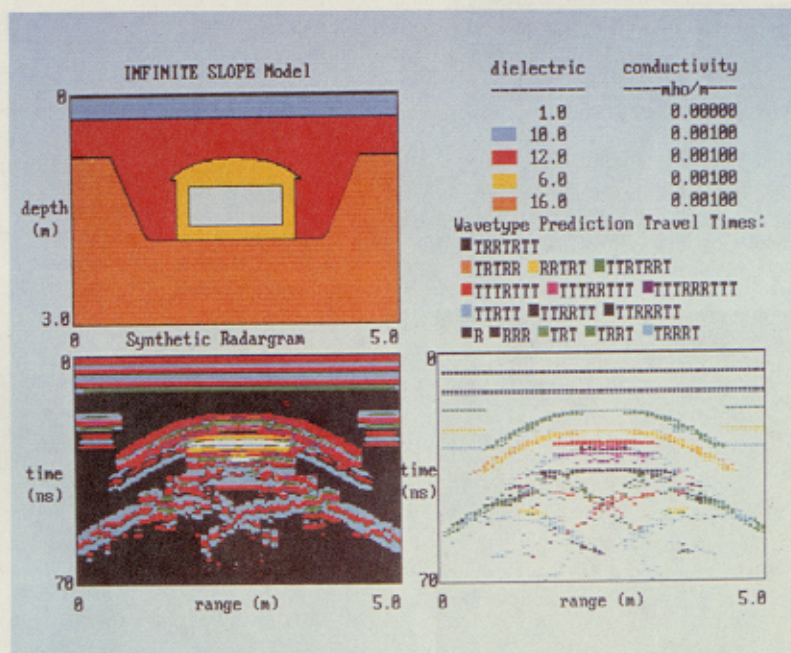 INFINITE SLOPE Model
0
depth
(m)
3.0
0
5.0
dielectric conductivity
mho/m
1.0 0.00000
10.0 0.00100
12.0 0.00100
6.0 0.00100
16.0 0.00100
Wavetype Prediction Travel Times:
TRRTRTT
TRTRR RRTRT TTRTRRT
TTTRTTT TTTRRTTT TTTRRRTTT
TTRTT TTRRTT TTRRRTT
R RRR TRT TRRT TRRRT
Synthetic Radargram
0
time
(ns)
70
0
range (m)
5.0
0
time
(ns)
70
0
range (m)
5.0